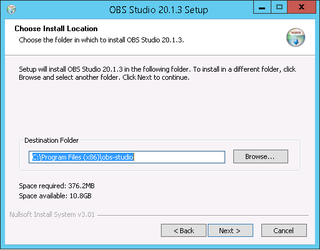 OBS Studio 20.1.3 Setup
Choose Install Location
Choose the folder in which to install OBS Studio 20.1.3.
Setup will install OBS Studio 20.1.3 in the following folder. To install in a different folder, click
Browse and select another folder. Click Next to continue.
Destination Folder
C:\Program Files (x86)\obs-studio
Browse...
Space required: 376.2MB
Space available: 10.8GB
Nullsoft Install System v3.01
< Back
Next >
Cancel